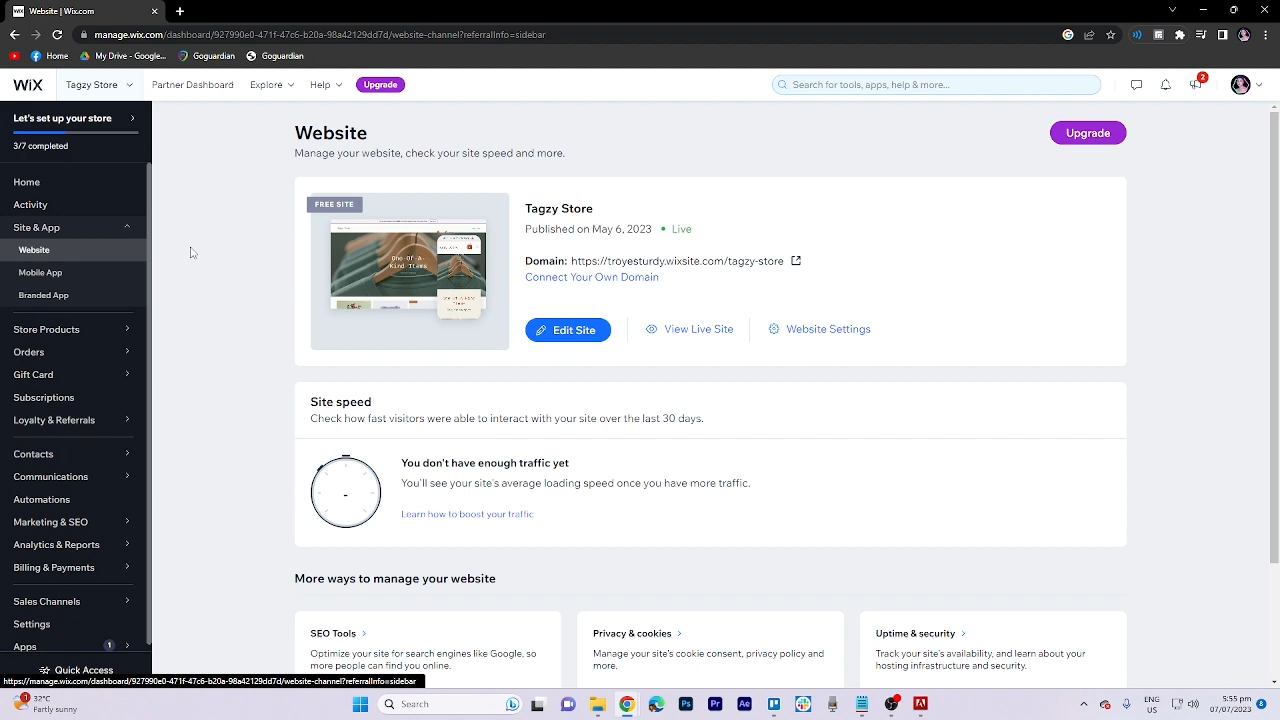 Website | Wix.com
manage.wix.com/dashboard/927990e0-471f-47c6-b20a-98a42129dd7d/website-channel?referralInfo=sidebar
Home
My Drive - Google...
Goguardian
Goguardian
WiX
Tagzy Store
Partner Dashboard
Explore
Help
Upgrade
Search for tools, apps, help & more...
2
Let's set up your store
3/7 completed
Home
Activity
Site & App
Website
Mobile App
Branded App
Store Products
Orders
Gift Card
Subscriptions
Loyalty & Referrals
Contacts
Communications
Automations
Marketing & SEO
Analytics & Reports
Billing & Payments
Sales Channels
Settings
Apps
1
Quick Access
Website
Manage your website, check your site speed and more.
Upgrade
FREE SITE
One-Of-A-
Kind Items
Tagzy Store
Published on May 6, 2023 • Live
Domain: https://troyesturdy.wixsite.com/tagzy-store
Connect Your Own Domain
Edit Site
View Live Site
Website Settings
Site speed
Check how fast visitors were able to interact with your site over the last 30 days.
You don't have enough traffic yet
You'll see your site's average loading speed once you have more traffic.
Learn how to boost your traffic
More ways to manage your website
SEO Tools
Optimize your site for search engines like Google, so
more people can find you online.
Privacy & cookies
Manage your site's cookie consent, privacy policy and
more.
Uptime & security
Track your site's availability, and learn about your
hosting infrastructure and security.
https://manage.wix.com/dashboard/927990e0-471f-47c6-b20a-98a42129dd7d/website-channel?referralInfo=sidebar
1
32°C
Partly sunny
Search
Pr
Ps
Ae
ENG
US
5:55 pm
07/07/2023
4